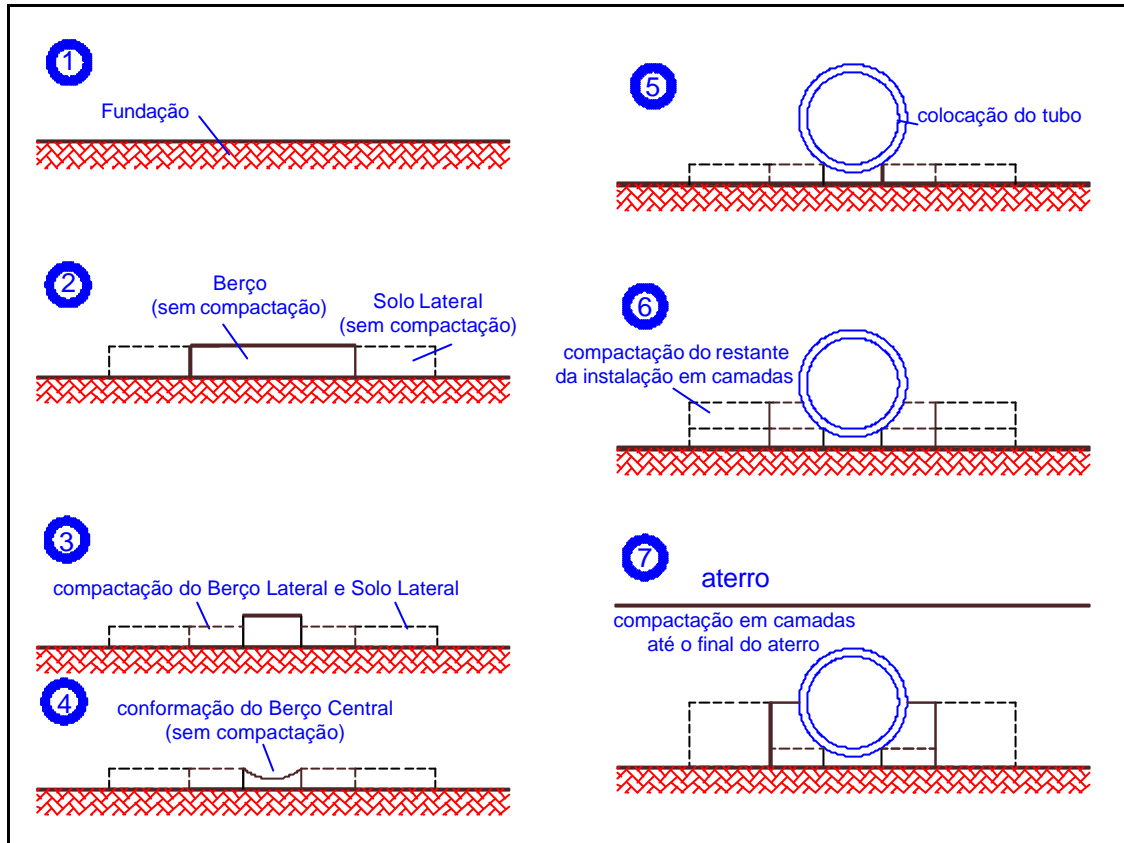 1
Fundação
2
Berço
(sem compactação)
Solo Lateral
(sem compactação)
3
compactação do Berço Lateral e Solo Lateral
4
conformação do Berço Central
(sem compactação)
5
colocação do tubo
6
compactação do restante
da instalação em camadas
7
aterro
compactação em camadas
até o final do aterro